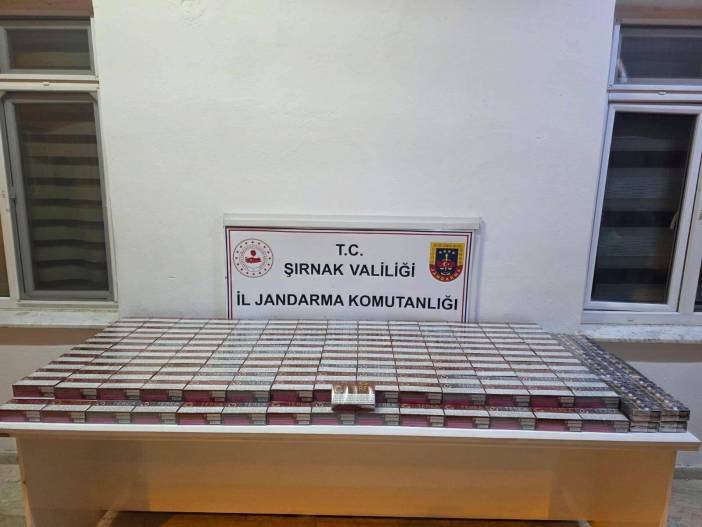 T.C.
ŞIRNAK VALİLİĞİ
İL JANDARMA KOMUTANLIĞI